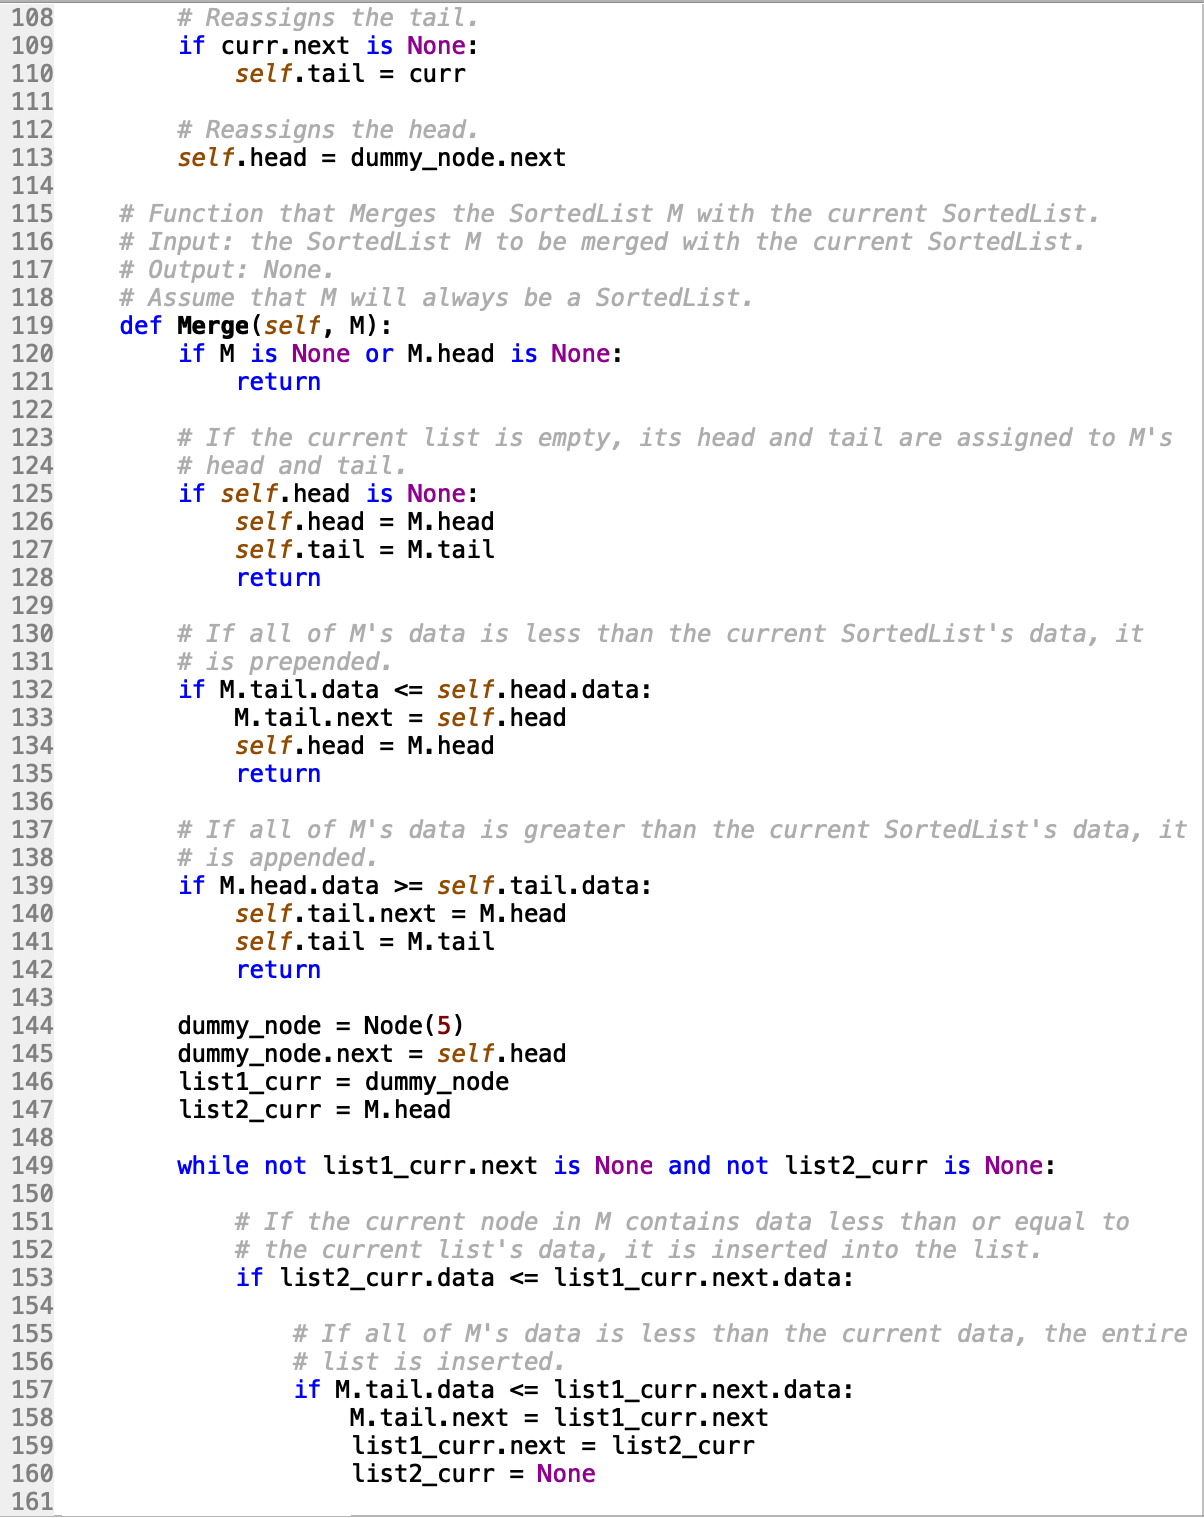 108 # Reassigns the tail.
109 if curr.next is None:
110 self.tail = curr
111
112 # Reassigns the head.
113 self.head = dummy_node.next
114
115 # Function that Merges the SortedList M with the current SortedList.
116 # Input: the SortedList M to be merged with the current SortedList.
117 # Output: None.
118 # Assume that M will always be a SortedList.
119 def Merge(self, M):
120 if M is None or M.head is None:
121 return
122
123 # If the current list is empty, its head and tail are assigned to M's
124 # head and tail.
125 if self.head is None:
126 self.head = M.head
127 self.tail = M.tail
128 return
129
130 # If all of M's data is less than the current SortedList's data, it
131 # is prepended.
132 if M.tail.data <= self.head.data:
133 M.tail.next = self.head
134 self.head = M.head
135 return
136
137 # If all of M's data is greater than the current SortedList's data, it
138 # is appended.
139 if M.head.data >= self.tail.data:
140 self.tail.next = M.head
141 self.tail = M.tail
142 return
143
144 dummy_node = Node(5)
145 dummy_node.next = self.head
146 list1_curr = dummy_node
147 list2_curr = M.head
148
149 while not list1_curr.next is None and not list2_curr is None:
150
151 # If the current node in M contains data less than or equal to
152 # the current list's data, it is inserted into the list.
153 if list2_curr.data <= list1_curr.next.data:
154
155 # If all of M's data is less than the current data, the entire
156 # list is inserted.
157 if M.tail.data <= list1_curr.next.data:
158 M.tail.next = list1_curr.next
159 list1_curr.next = list2_curr
160 list2_curr = None
161